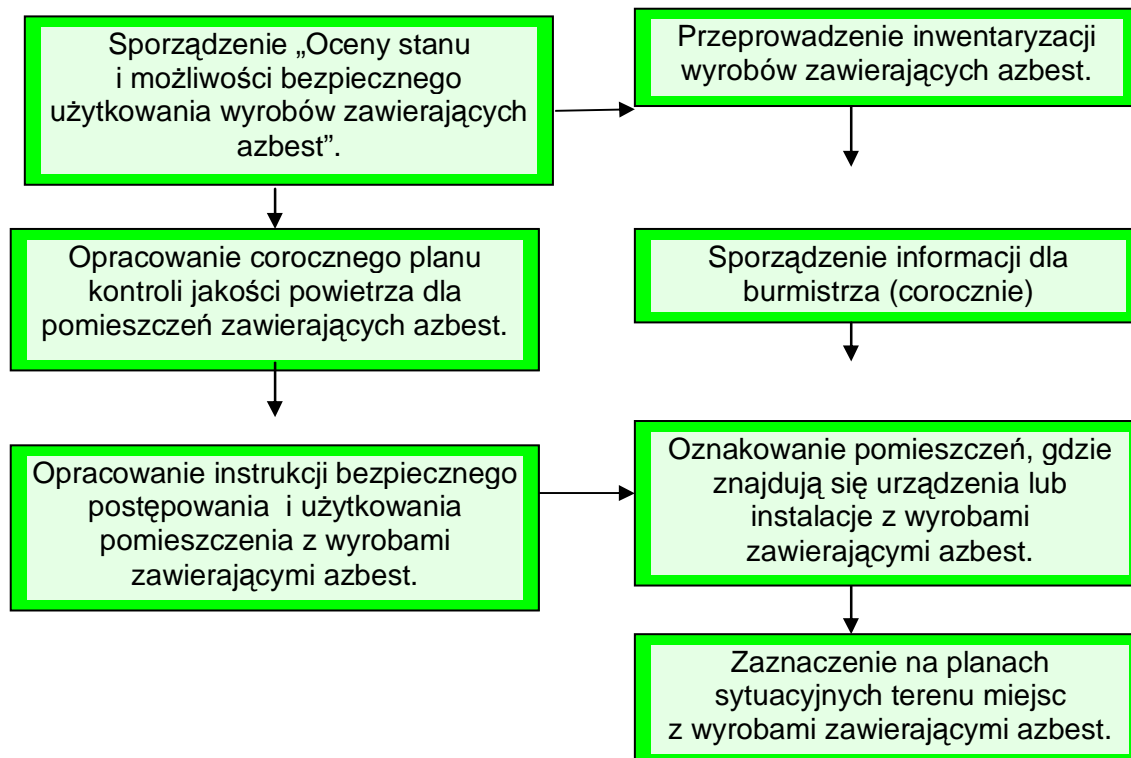 Sporządzenie „Oceny stanu
i możliwości bezpiecznego
użytkowania wyrobów zawierających
azbest”.
Przeprowadzenie inwentaryzacji
wyrobów zawierających azbest.
Opracowanie corocznego planu
kontroli jakości powietrza dla
pomieszczeń zawierających azbest.
Sporządzenie informacji dla
burmistrza (corocznie)
Opracowanie instrukcji bezpiecznego
postępowania i użytkowania
pomieszczenia z wyrobami
zawierającymi azbest.
Oznakowanie pomieszczeń, gdzie
znajdują się urządzenia lub
instalacje z wyrobami
zawierającymi azbest.
Zaznaczenie na planach
sytuacyjnych terenu miejsc
z wyrobami zawierającymi azbest.